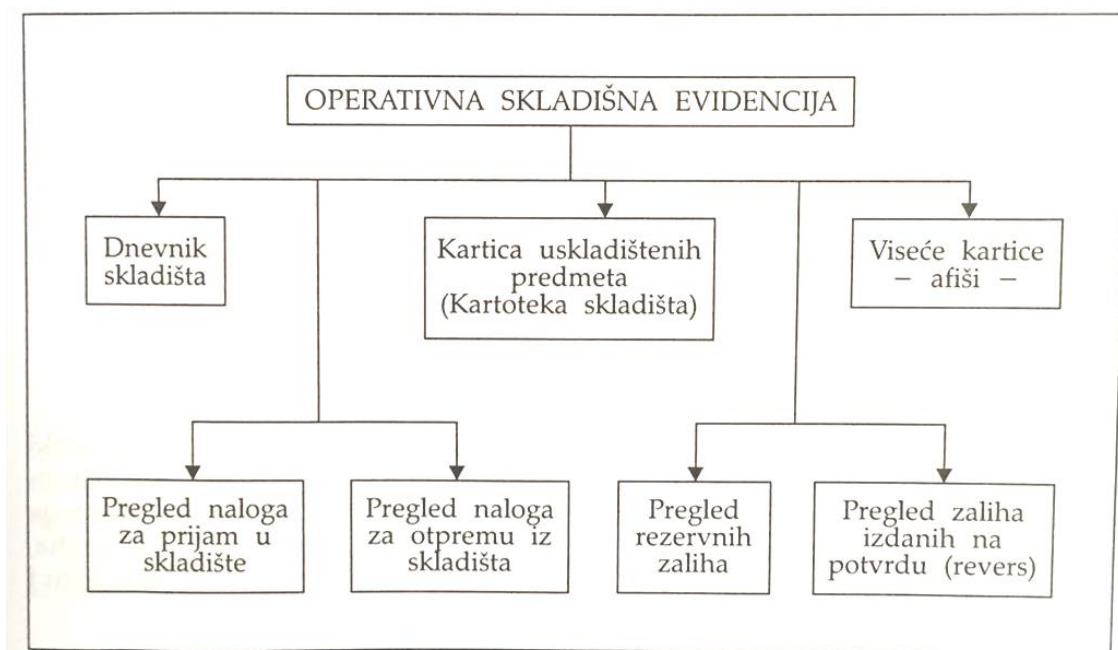 OPERATIVNA SKLADIŠNA EVIDENCIJA
Dnevnik
skladišta
Kartica uskladištenih
predmeta
(Kartoteka skladišta)
Viseće kartice
– afiši –
Pregled naloga
za prijam u
skladište
Pregled naloga
za otpremu iz
skladišta
Pregled
rezervnih
zaliha
Pregled zaliha
izdanih na
potvrdu (revers)